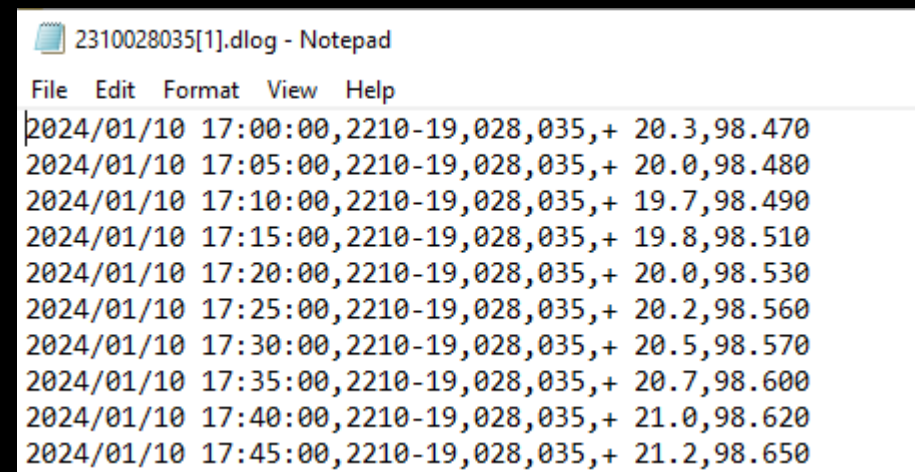 2310028035[1].dlog - Notepad
File Edit Format View Help
2024/01/10 17:00:00,2210-19,028,035,+ 20.3,98.470
2024/01/10 17:05:00,2210-19,028,035,+ 20.0,98.480
2024/01/10 17:10:00,2210-19,028,035,+ 19.7,98.490
2024/01/10 17:15:00,2210-19,028,035,+ 19.8,98.510
2024/01/10 17:20:00,2210-19,028,035,+ 20.0,98.530
2024/01/10 17:25:00,2210-19,028,035,+ 20.2,98.560
2024/01/10 17:30:00,2210-19,028,035,+ 20.5,98.570
2024/01/10 17:35:00,2210-19,028,035,+ 20.7,98.600
2024/01/10 17:40:00,2210-19,028,035,+ 21.0,98.620
2024/01/10 17:45:00,2210-19,028,035,+ 21.2,98.650